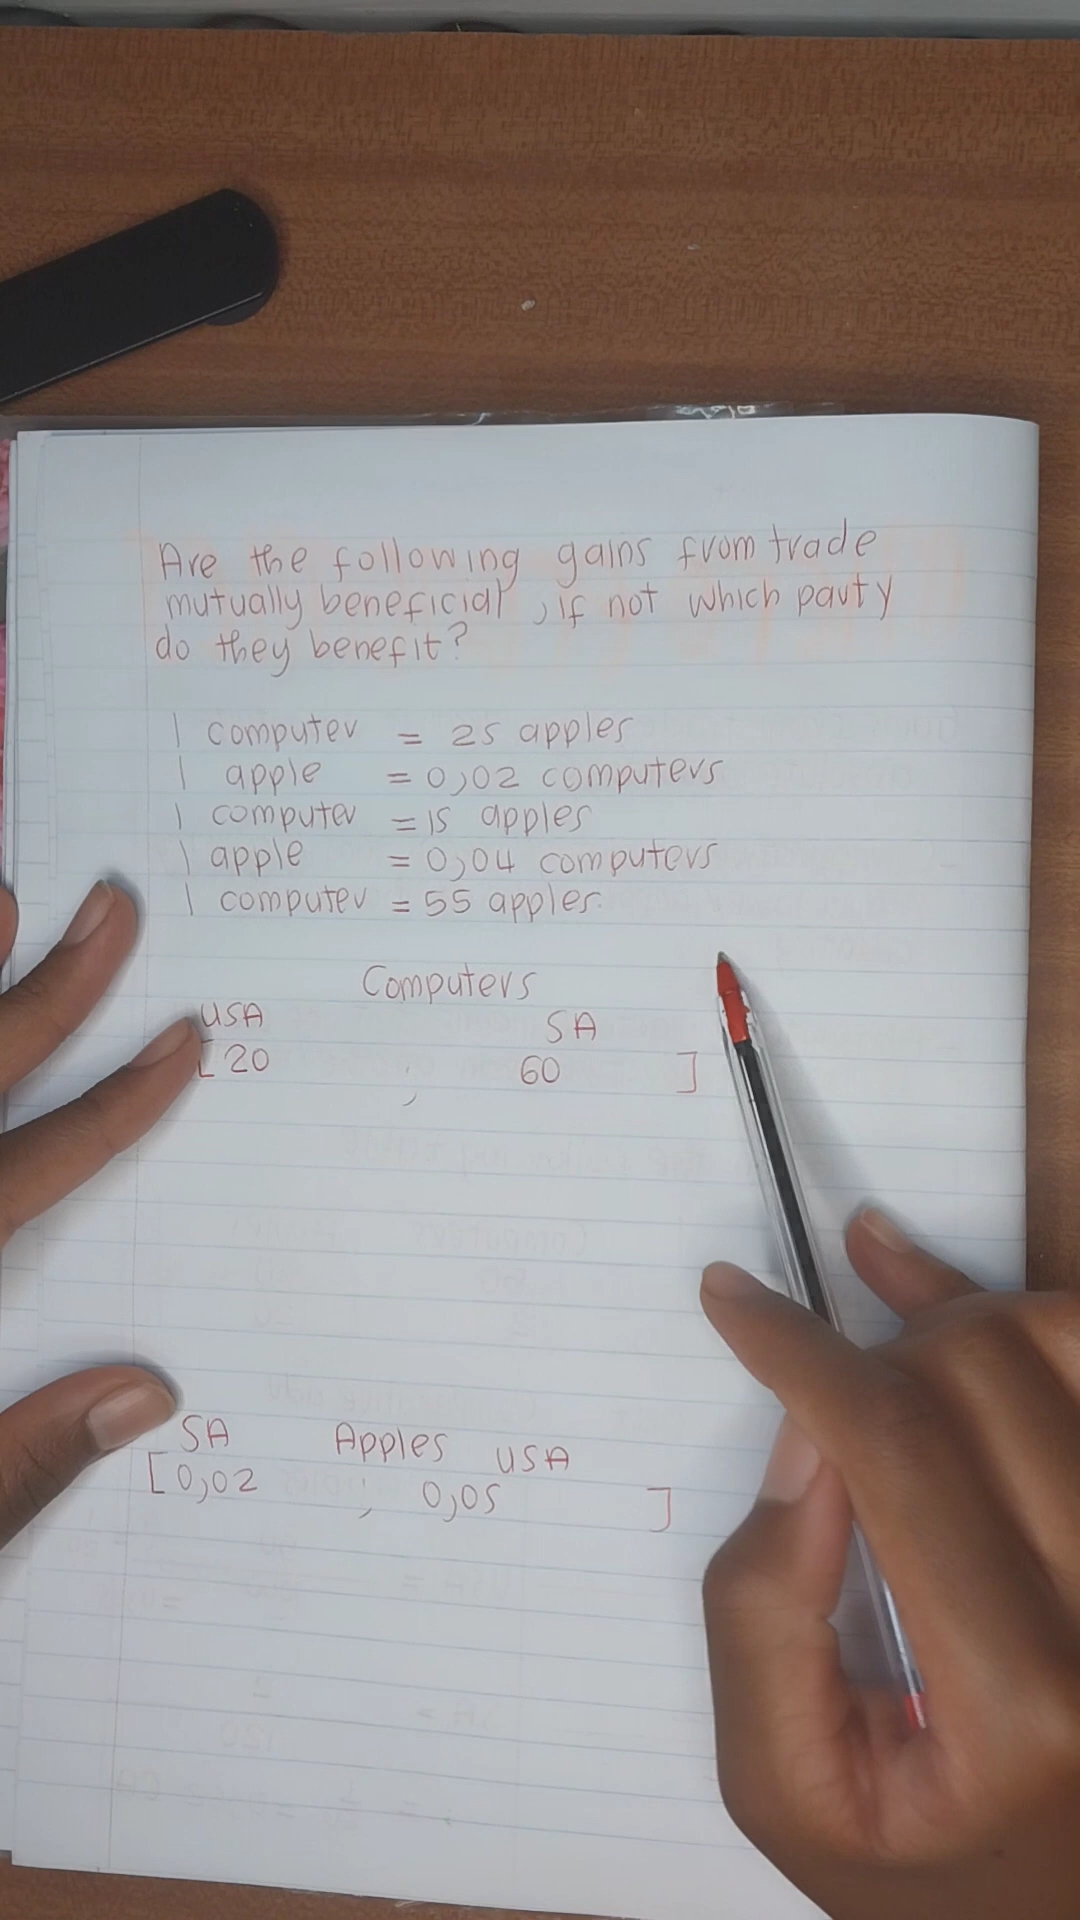 Are the following gains from trade
mutually beneficial, if not which party
do they benefit?
1 computer = 25 apples
1 apple = 0,02 computers
1 computer = 15 apples
1 apple = 0,04 computers
1 computer = 55 apples.
Computers
USA SA
[20 ; 60 ]
SA Apples USA
[0,02 ; 0,05 ]